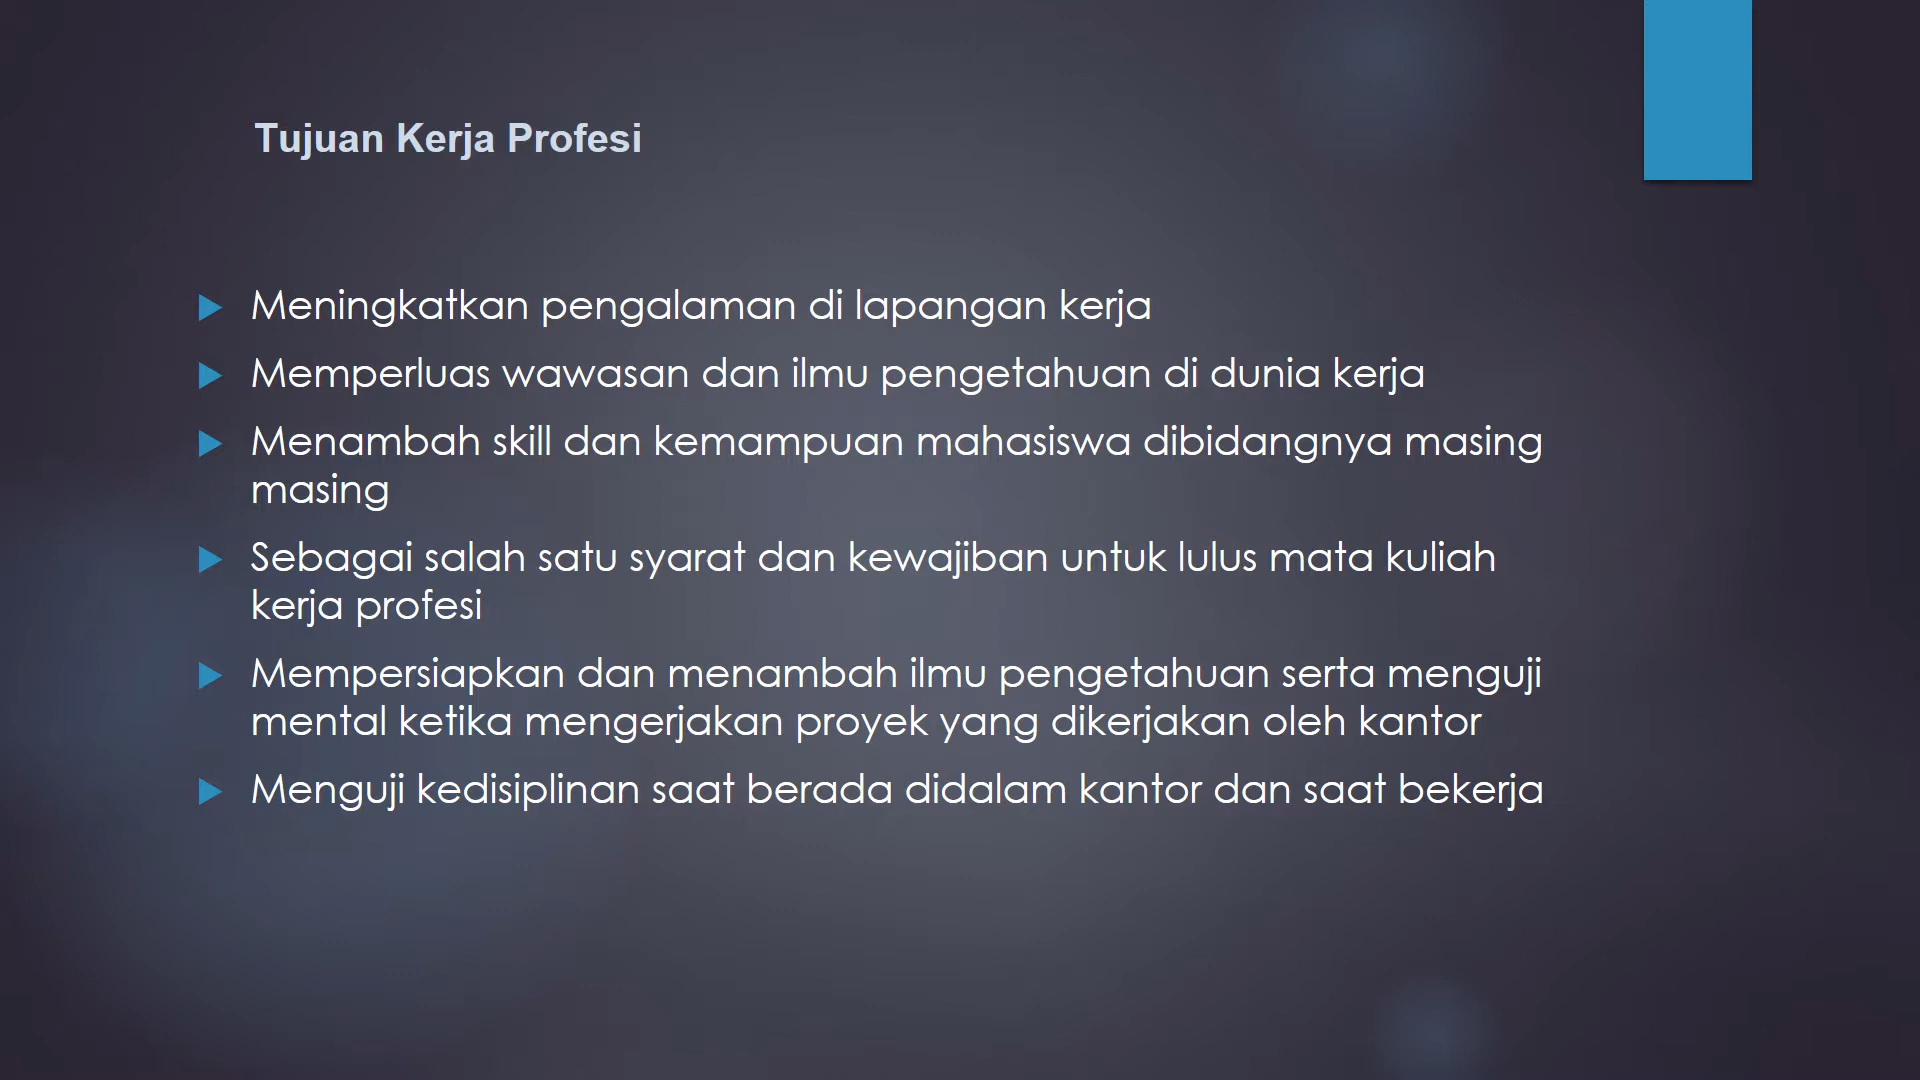 Tujuan Kerja Profesi
Meningkatkan pengalaman di lapangan kerja
Memperluas wawasan dan ilmu pengetahuan di dunia kerja
Menambah skill dan kemampuan mahasiswa dibidangnya masing
masing
Sebagai salah satu syarat dan kewajiban untuk lulus mata kuliah
kerja profesi
Mempersiapkan dan menambah ilmu pengetahuan serta menguji
mental ketika mengerjakan proyek yang dikerjakan oleh kantor
Menguji kedisiplinan saat berada didalam kantor dan saat bekerja